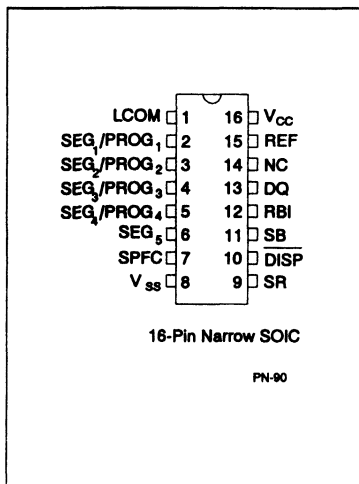 LCOM 1 16 VCC
SEG1/PROG1 2 15 REF
SEG2/PROG2 3 14 NC
SEG3/PROG3 4 13 DQ
SEG4/PROG4 5 12 RBI
SEG5 6 11 SB
SPFC 7 10 DISP
VSS 8 9 SR
16-Pin Narrow SOIC
PN-90